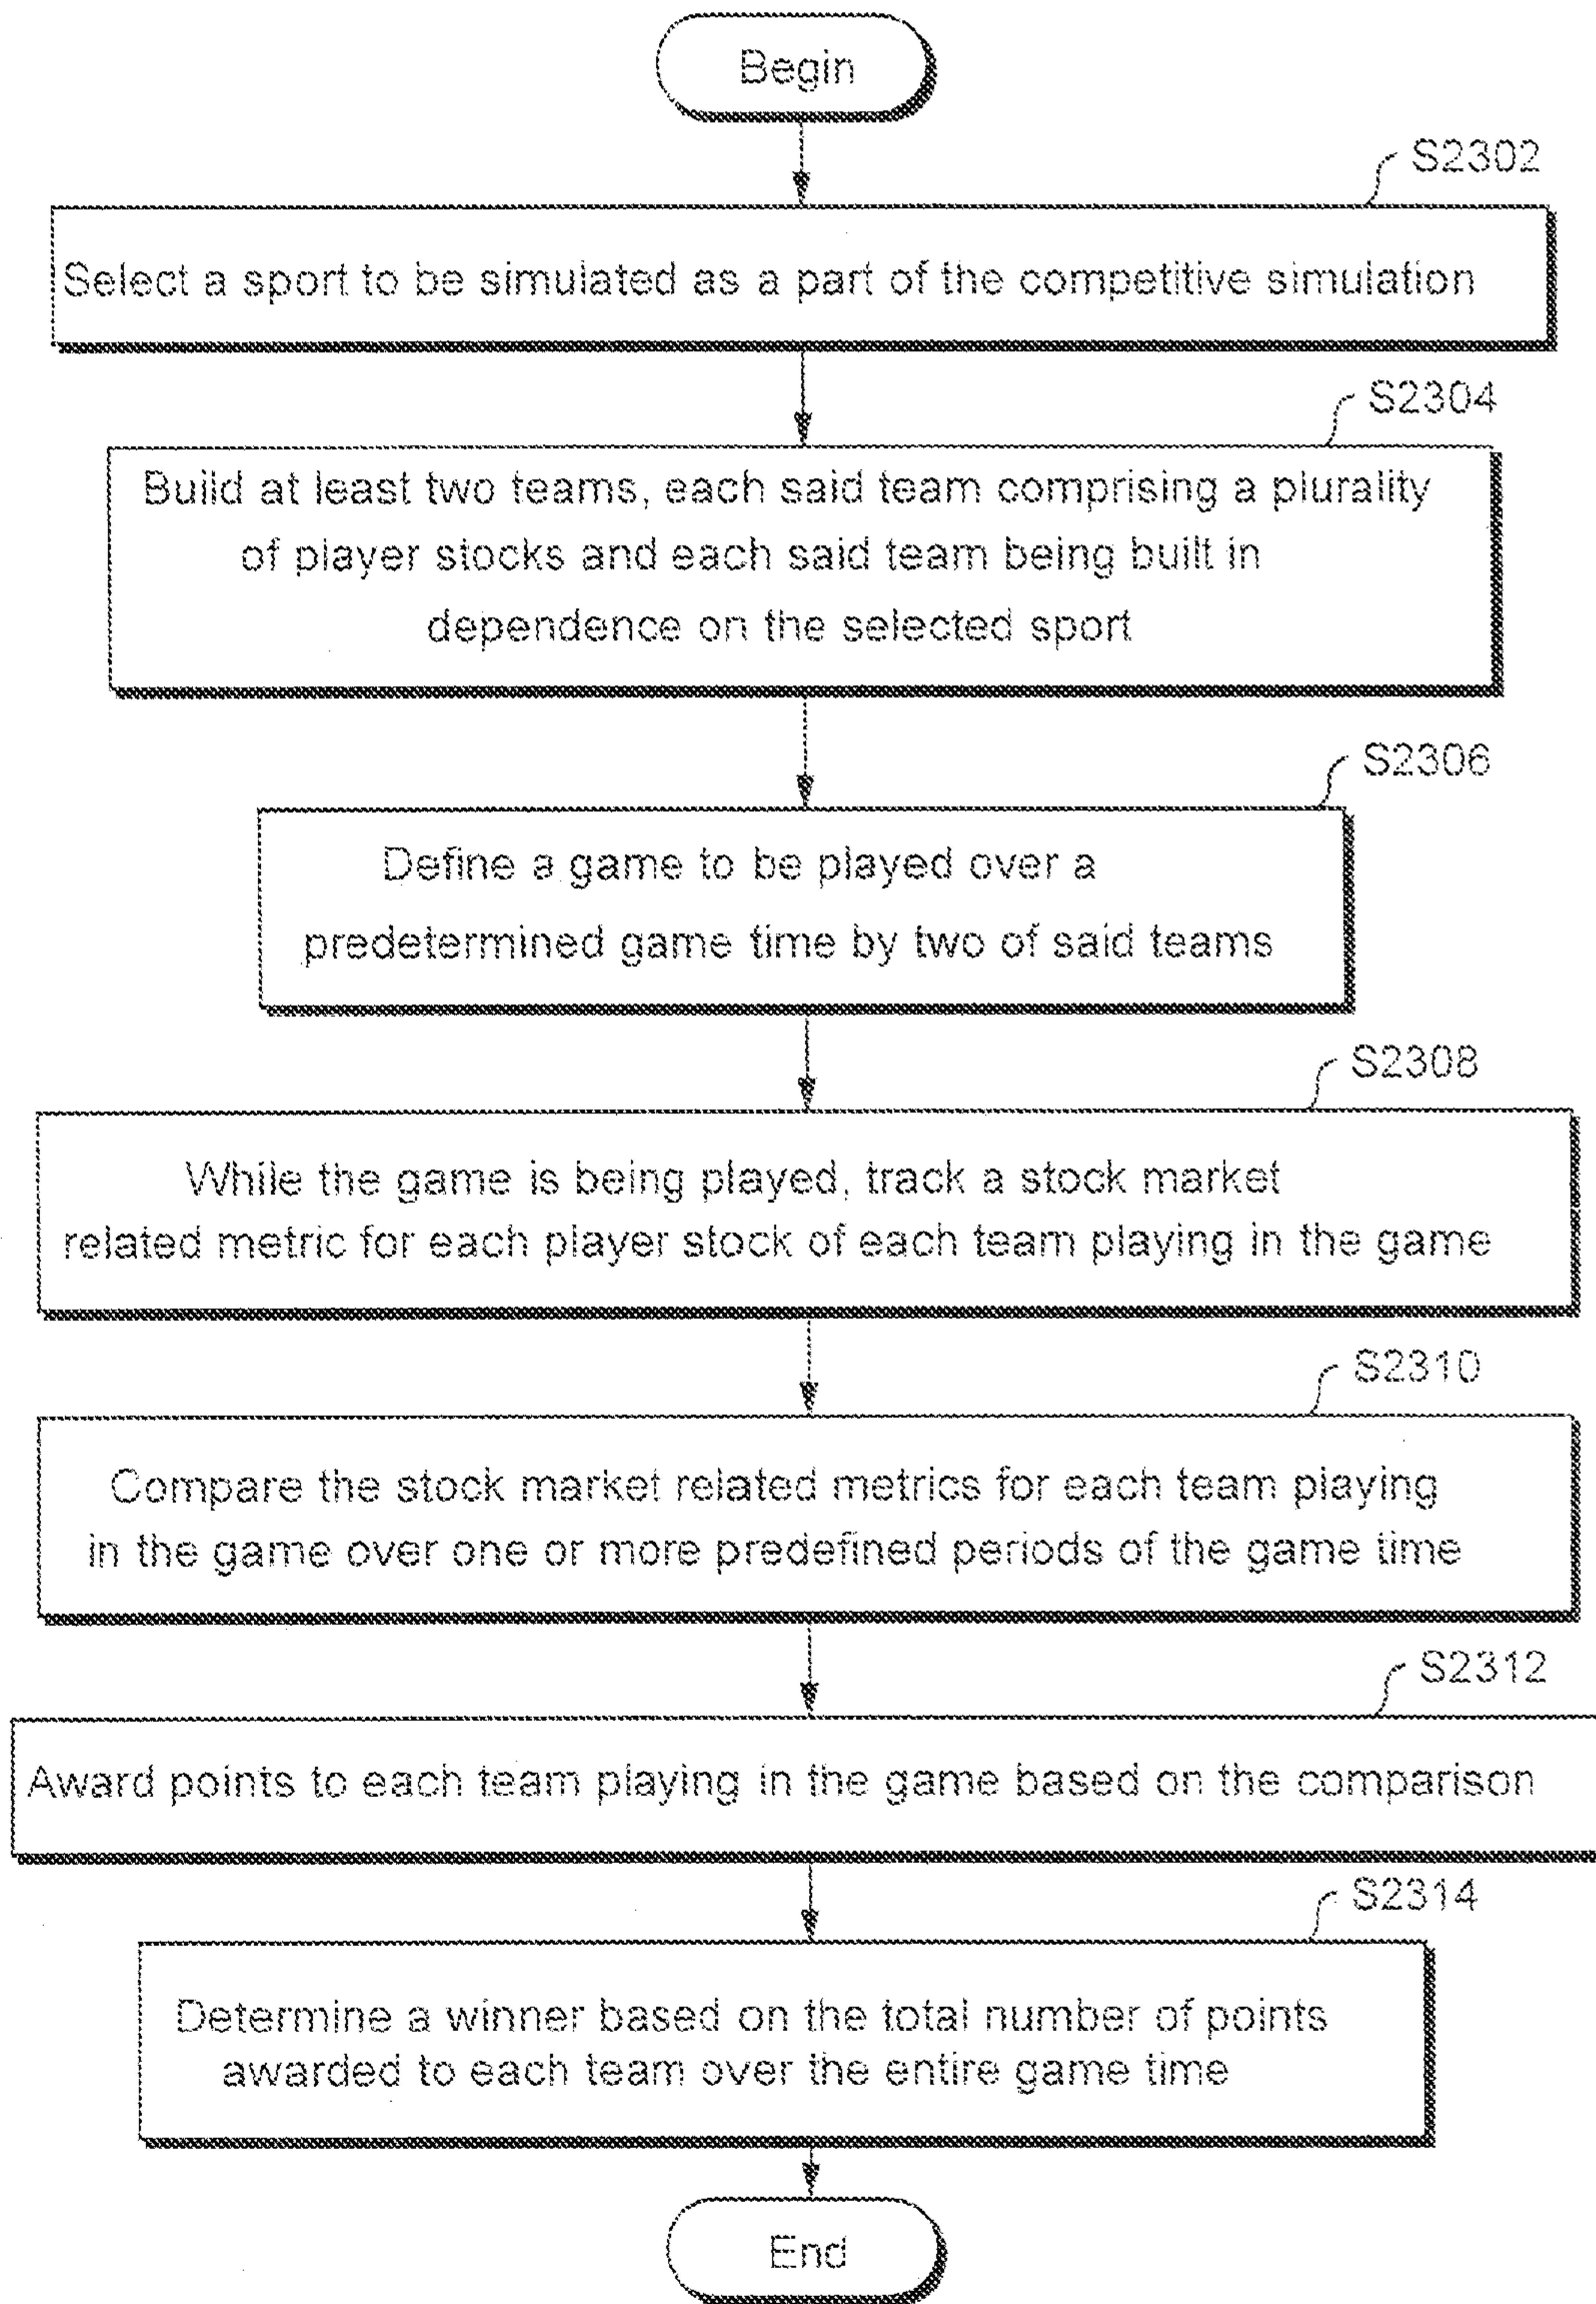 Begin
S2302
Select a sport to be simulated as a part of the competitive simulation
S2304
Build at least two teams, each said team comprising a plurality
of player stocks and each said team being built in
dependence on the selected sport
S2306
Define a game to be played over a
predetermined game time by two of said teams
S2308
While the game is being played, track a stock market
related metric for each player stock of each team playing in the game
S2310
Compare the stock market related metrics for each team playing
in the game over one or more predefined periods of the game time
S2312
Award points to each team playing in the game based on the comparison
S2314
Determine a winner based on the total number of points
awarded to each team over the entire game time
End